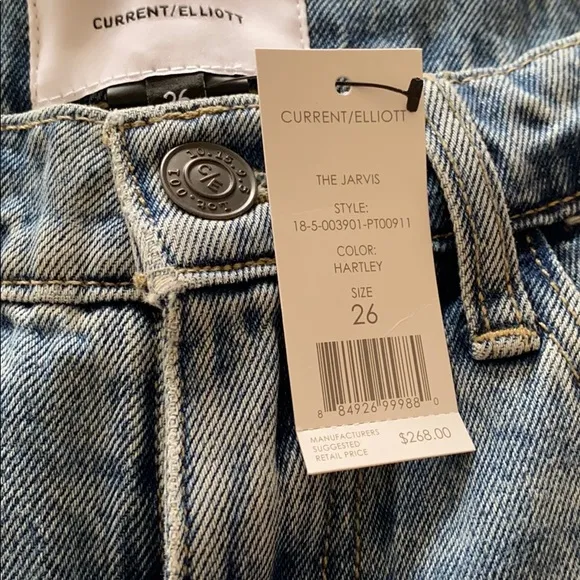 CURRENT/ELLIOTT
26
C/E
CURRENT/ELLIOTT
THE JARVIS
STYLE:
18-5-003901-PT00911
COLOR:
HARTLEY
SIZE
26
8 84926 99988 0
MANUFACTURERS
SUGGESTED
RETAIL PRICE
$268.00